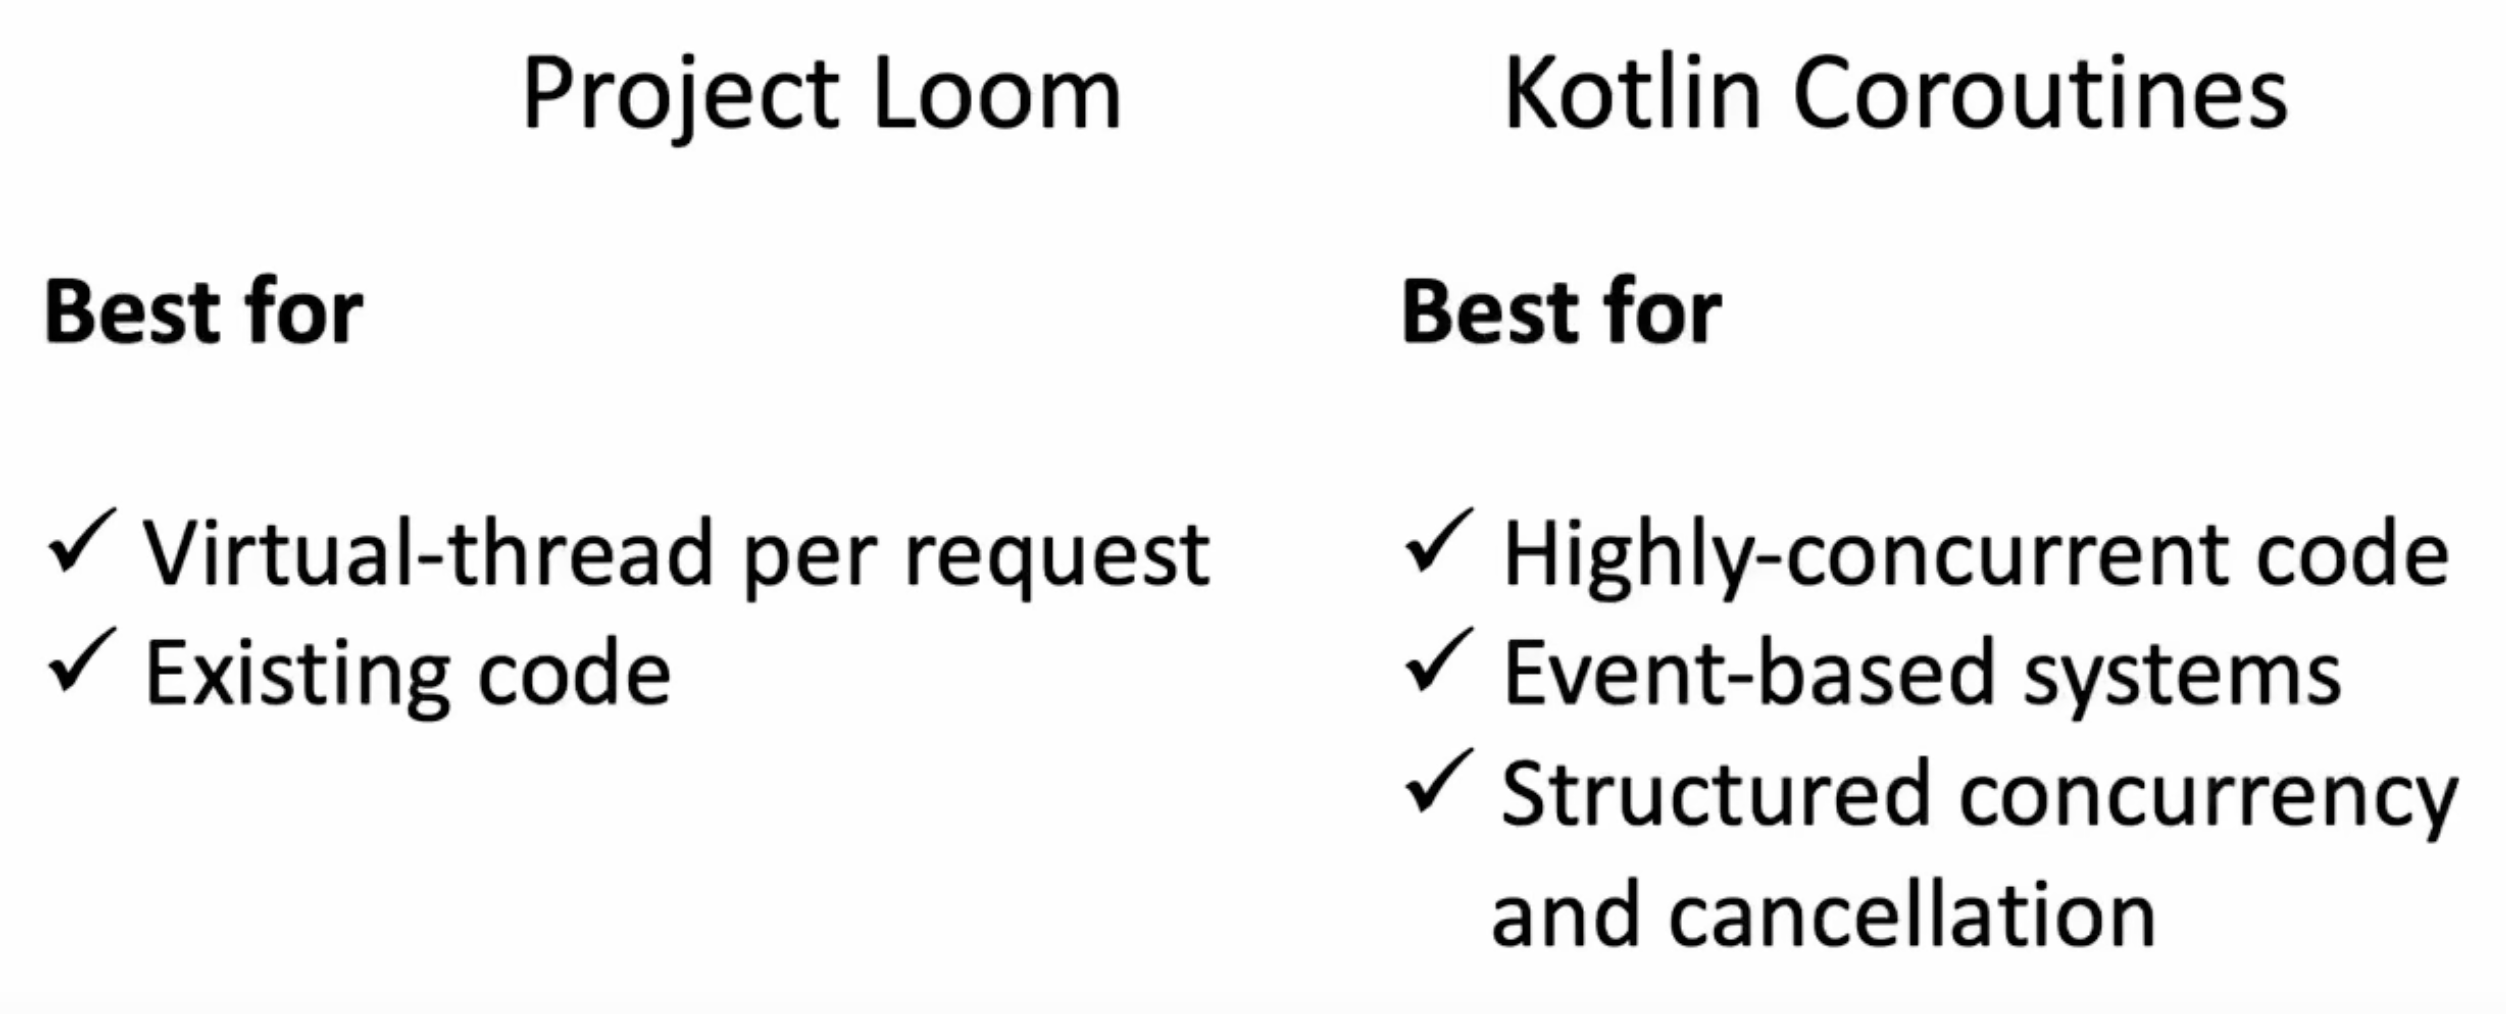 Project Loom
Best for
✓ Virtual-thread per request
✓ Existing code
Kotlin Coroutines
Best for
✓ Highly-concurrent code
✓ Event-based systems
✓ Structured concurrency
and cancellation